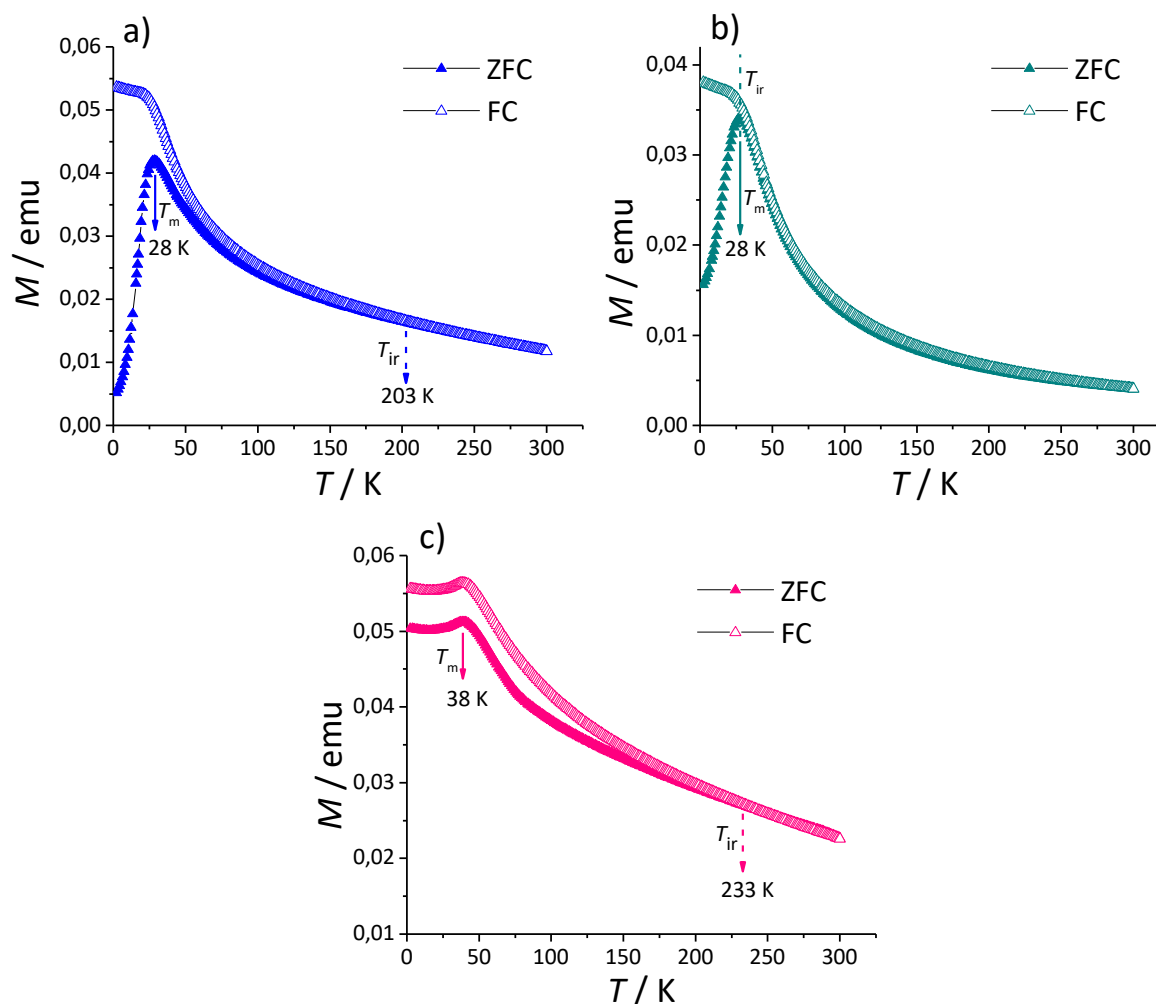 a)
ZFC
FC
M / emu
0,06
0,05
0,04
0,03
0,02
0,01
0,00
Tm
28 K
Tir
203 K
0 50 100 150 200 250 300
T / K
b)
ZFC
FC
M / emu
0,04
0,03
0,02
0,01
0,00
Tir
Tm
28 K
0 50 100 150 200 250 300
T / K
c)
ZFC
FC
M / emu
0,06
0,05
0,04
0,03
0,02
0,01
Tm
38 K
Tir
233 K
0 50 100 150 200 250 300
T / K